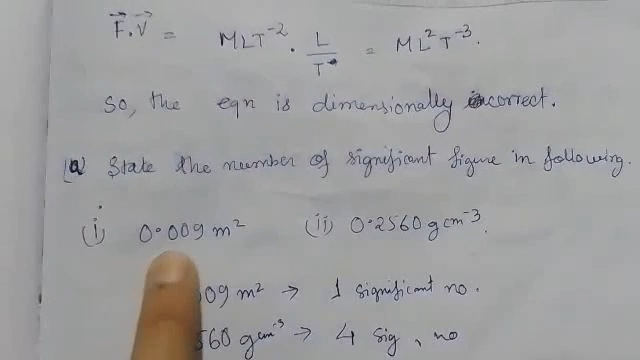 F⃗.V⃗ = MLT⁻² . L/T = ML²T⁻³.
So, the eqn is dimensionally correct.
Q State the number of significant figure in following.
(i) 0.009 m² (ii) 0.2560 g cm⁻³.
09 m² → 1 significant no.
560 g cm⁻³ → 4 sig, no